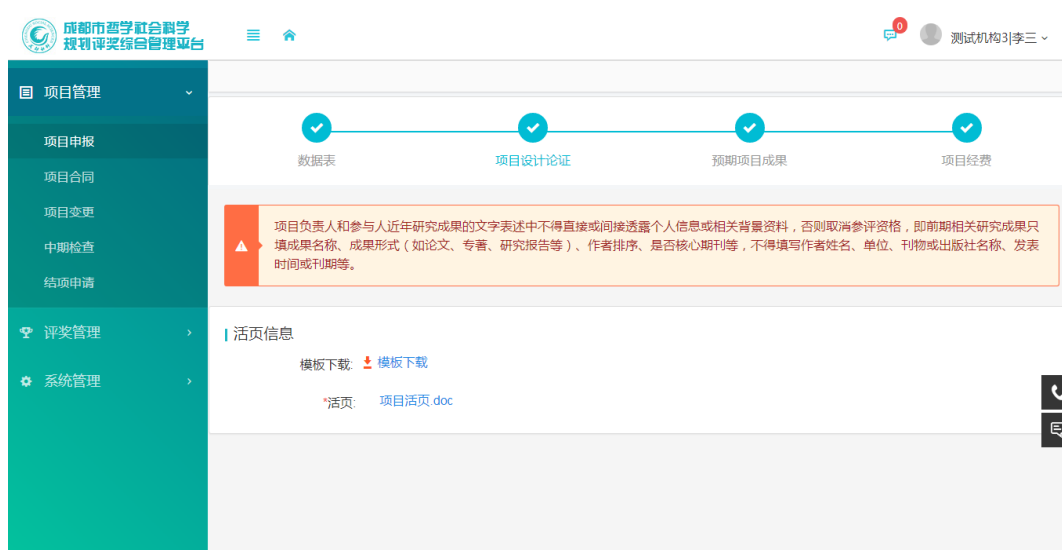 成都市哲学社会科学
规划评奖综合管理平台
0
测试机构3|李三
项目管理
项目申报
项目合同
项目变更
中期检查
结项申请
评奖管理
系统管理
数据表
项目设计论证
预期项目成果
项目经费
项目负责人和参与人近年研究成果的文字表述中不得直接或间接透露个人信息或相关背景资料，否则取消参评资格，即前期相关研究成果只
填成果名称、成果形式（如论文、专著、研究报告等）、作者排序、是否核心期刊等，不得填写作者姓名、单位、刊物或出版社名称、发表
时间或刊期等。
活页信息
模板下载: 模板下载
*活页: 项目活页.doc